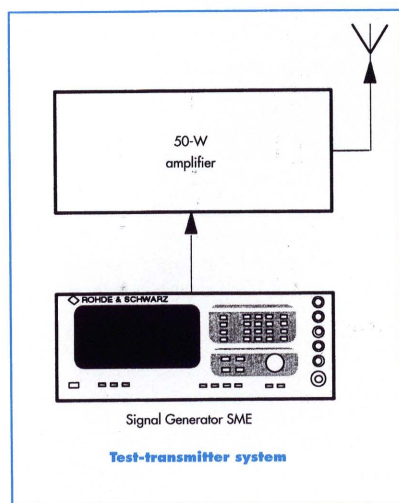 50-W
amplifier
ROHDE & SCHWARZ
Signal Generator SME
Test-transmitter system